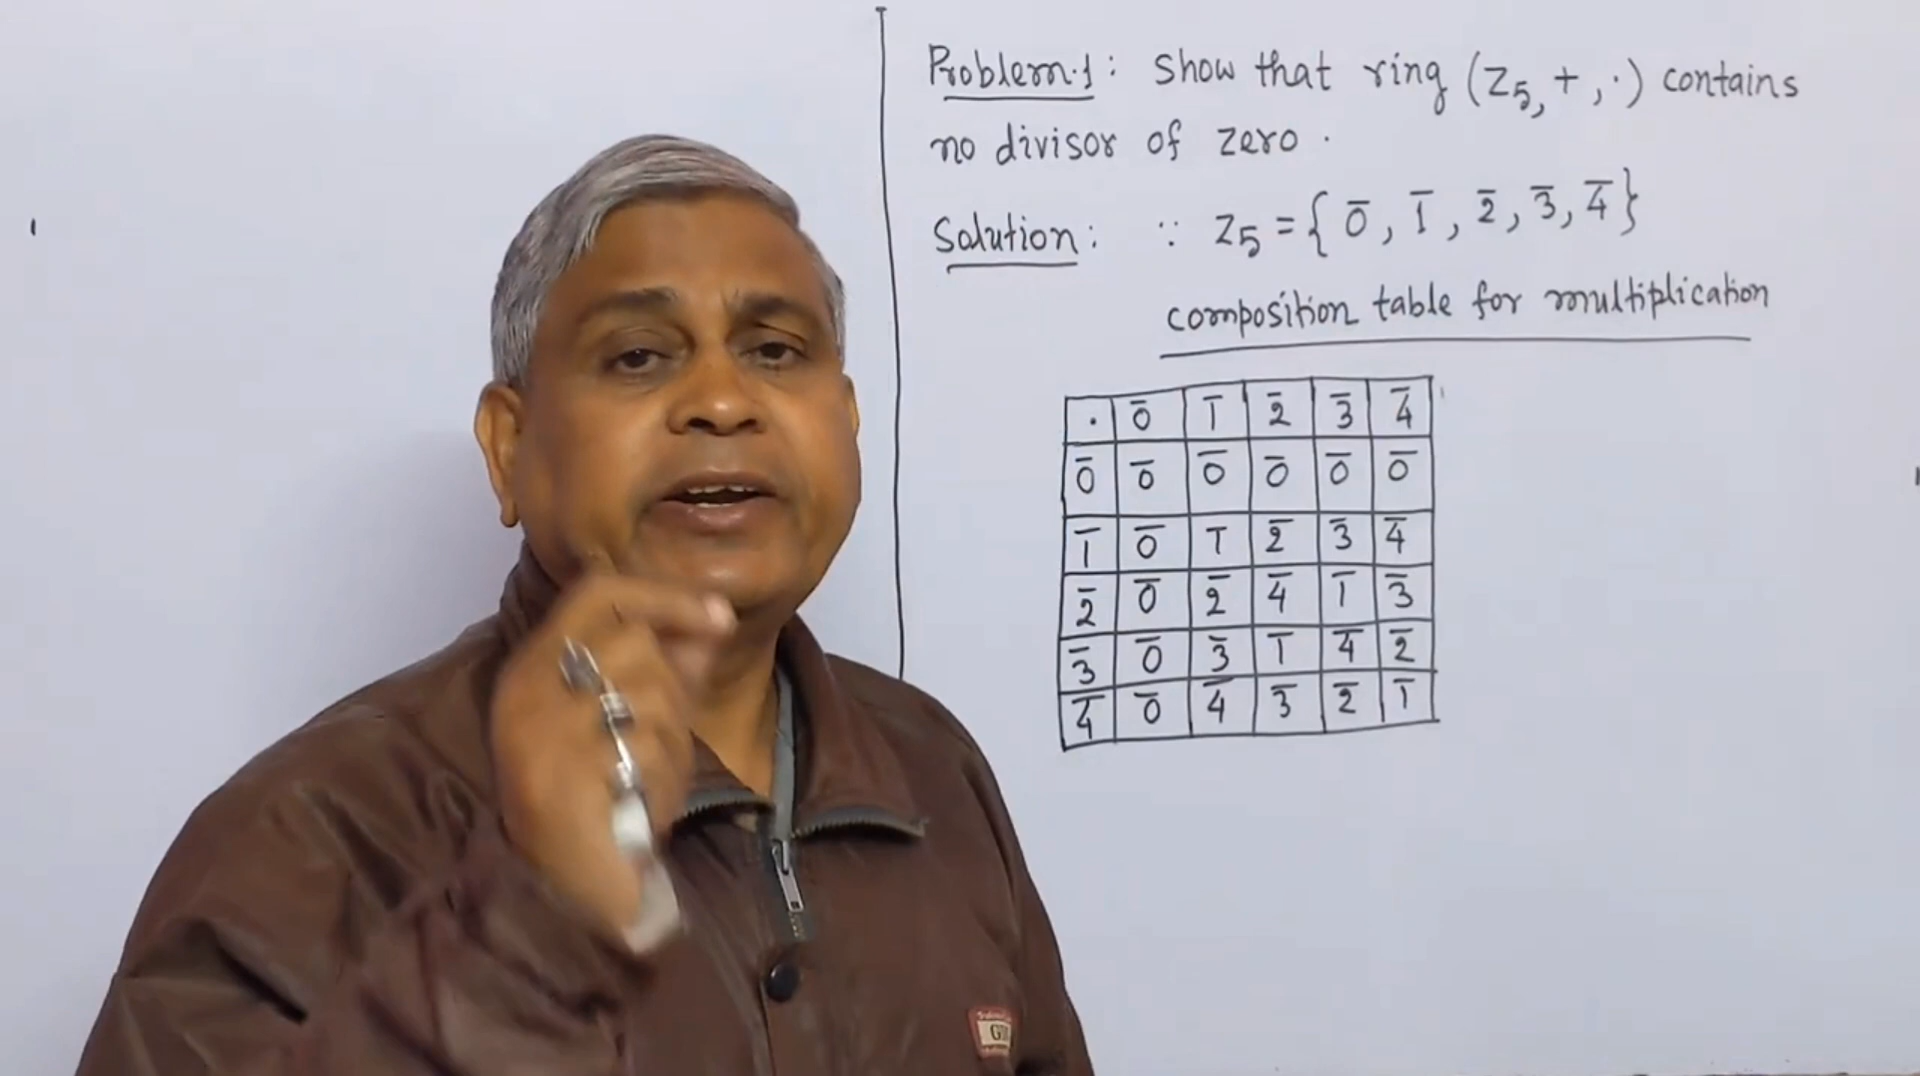 Problem.1: Show that ring (Z₅, +, ·) contains
no divisor of zero.
Solution: ∵ Z₅ = { 0̅, 1̅, 2̅, 3̅, 4̅ }
composition table for multiplication
· 0̅ 1̅ 2̅ 3̅ 4̅
0̅ 0̅ 0̅ 0̅ 0̅ 0̅
1̅ 0̅ 1̅ 2̅ 3̅ 4̅
2̅ 0̅ 2̅ 4̅ 1̅ 3̅
3̅ 0̅ 3̅ 1̅ 4̅ 2̅
4̅ 0̅ 4̅ 3̅ 2̅ 1̅